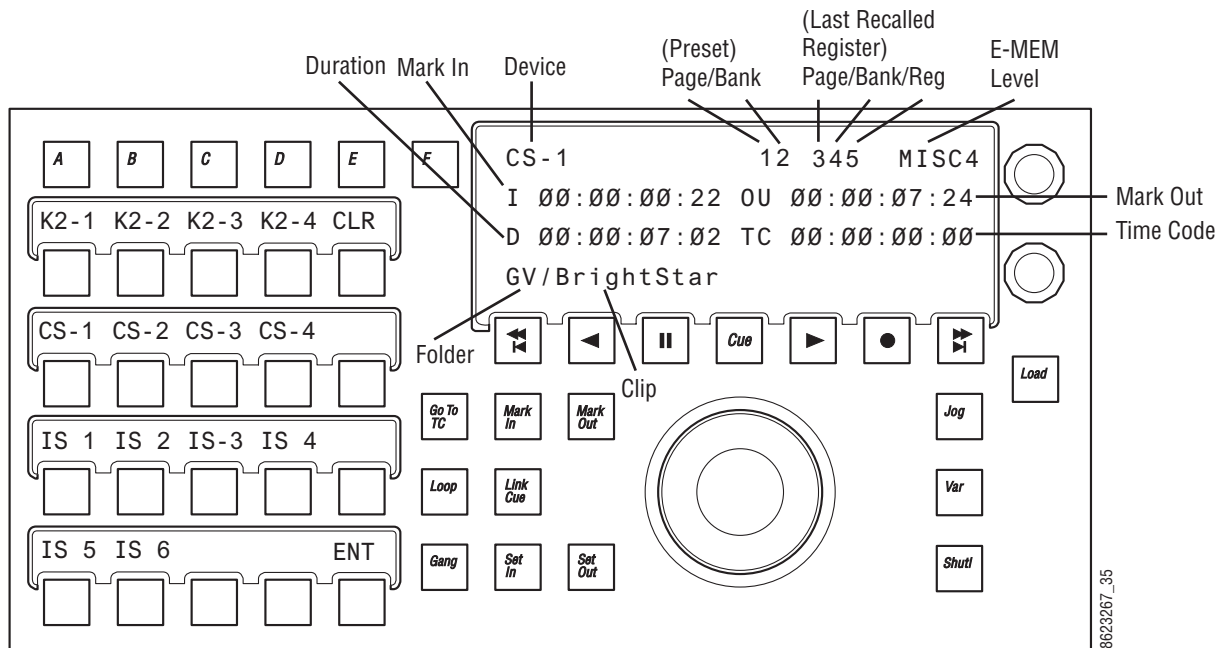 (Last Recalled
Register)
Page/Bank/Reg
(Preset)
Page/Bank
E-MEM
Level
Duration
Mark In
Device
A
B
C
D
E
F
CS-1
12
345
MISC4
I ØØ:ØØ:ØØ:22 OU ØØ:ØØ:Ø7:24
Mark Out
D ØØ:ØØ:Ø7:Ø2 TC ØØ:ØØ:ØØ:ØØ
Time Code
GV/BrightStar
K2-1 K2-2 K2-3 K2-4 CLR
CS-1 CS-2 CS-3 CS-4
Folder
Cue
Clip
Load
Go To
TC
Mark
In
Mark
Out
Jog
IS 1 IS 2 IS-3 IS 4
Loop
Link
Cue
Var
IS 5 IS 6 ENT
Gang
Set
In
Set
Out
Shutl
8623267_35